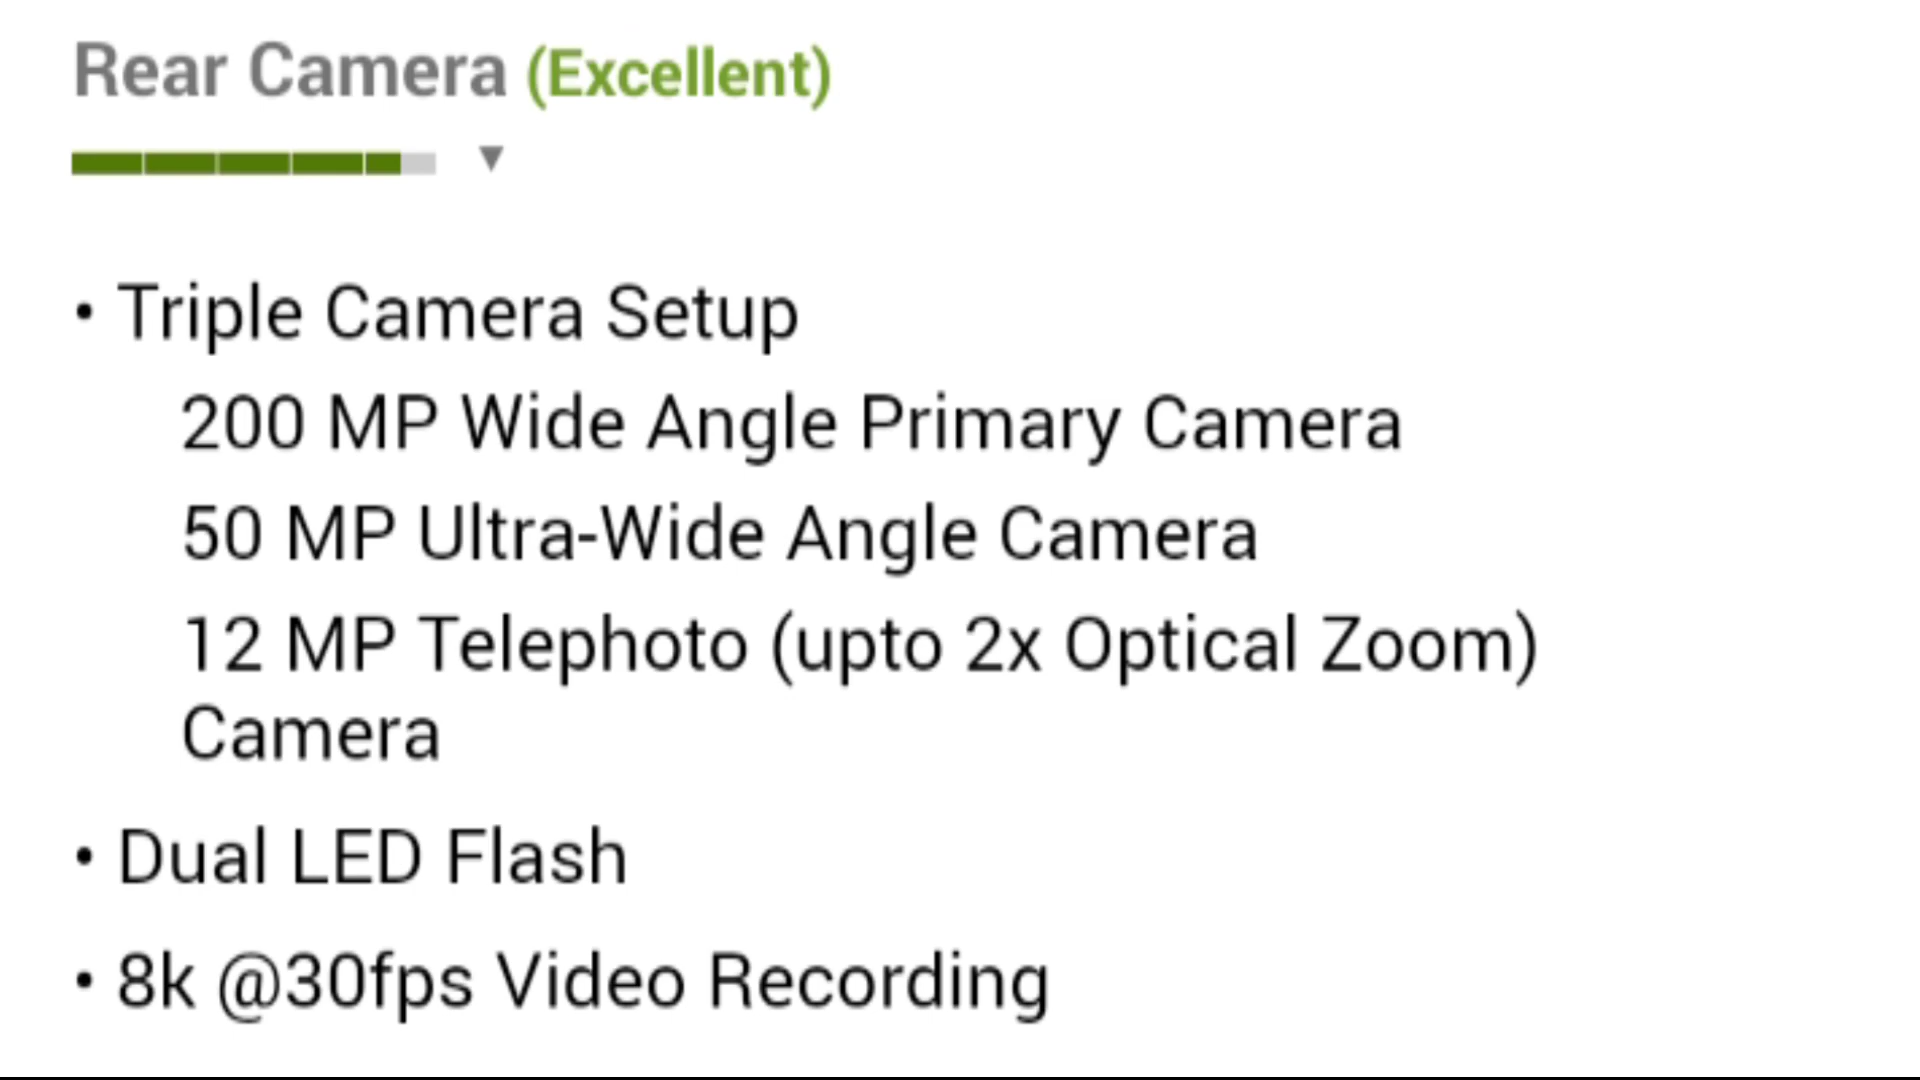 Rear Camera (Excellent)
• Triple Camera Setup
200 MP Wide Angle Primary Camera
50 MP Ultra-Wide Angle Camera
12 MP Telephoto (upto 2x Optical Zoom)
Camera
• Dual LED Flash
• 8k @30fps Video Recording